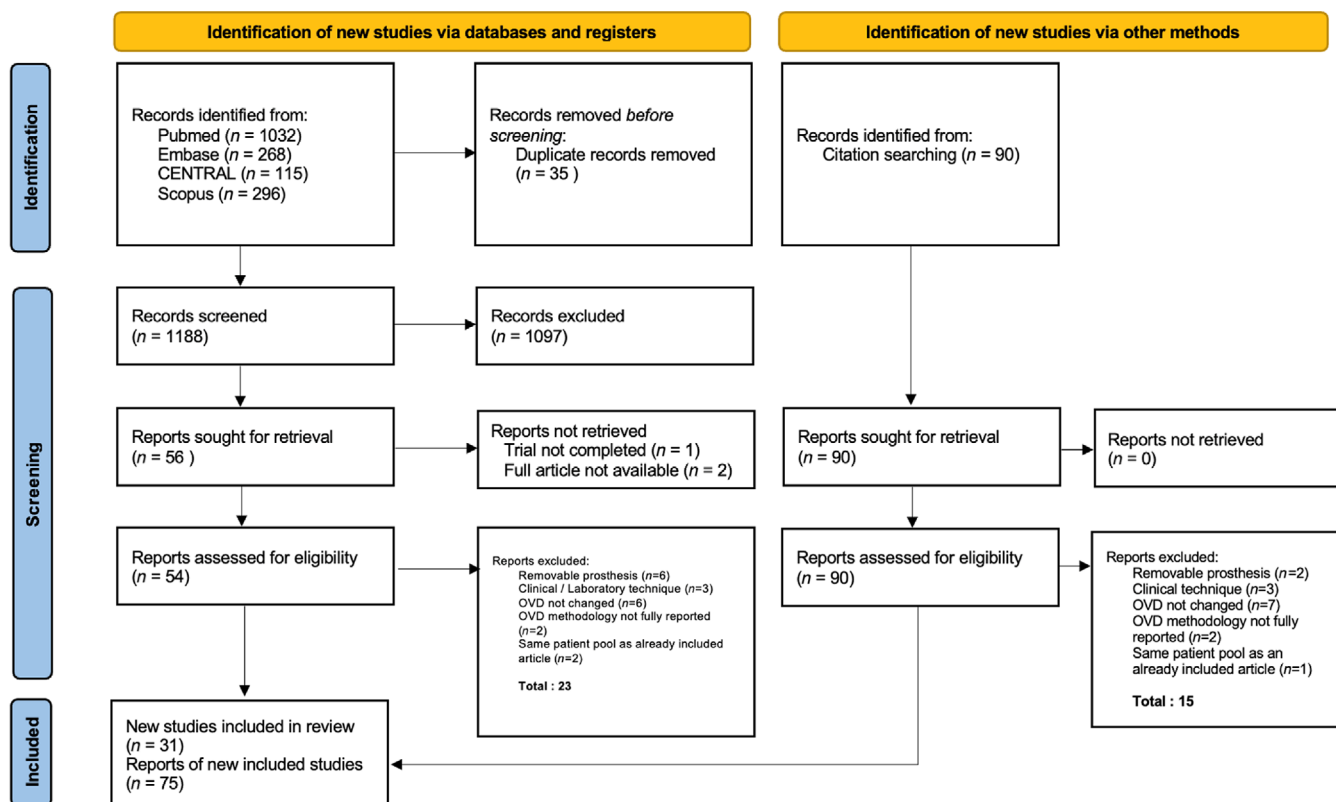 Identification of new studies via databases and registers
Identification of new studies via other methods
Identification
Records identified from:
Pubmed (n = 1032)
Embase (n = 268)
CENTRAL (n = 115)
Scopus (n = 296)
Records removed before
screening:
Duplicate records removed
(n = 35 )
Records identified from:
Citation searching (n = 90)
Screening
Records screened
(n = 1188)
Records excluded
(n = 1097)
Reports sought for retrieval
(n = 56 )
Reports not retrieved
Trial not completed (n = 1)
Full article not available (n = 2)
Reports sought for retrieval
(n = 90)
Reports not retrieved
(n = 0)
Reports assessed for eligibility
(n = 54)
Reports excluded:
Removable prosthesis (n=6)
Clinical / Laboratory technique (n=3)
OVD not changed (n=6)
OVD methodology not fully reported
(n=2)
Same patient pool as already included
article (n=2)
Total : 23
Reports assessed for eligibility
(n = 90)
Reports excluded:
Removable prosthesis (n=2)
Clinical technique (n=3)
OVD not changed (n=7)
OVD methodology not fully
reported (n=2)
Same patient pool as an
already included article (n=1)
Total : 15
Included
New studies included in review
(n = 31)
Reports of new included studies
(n = 75)